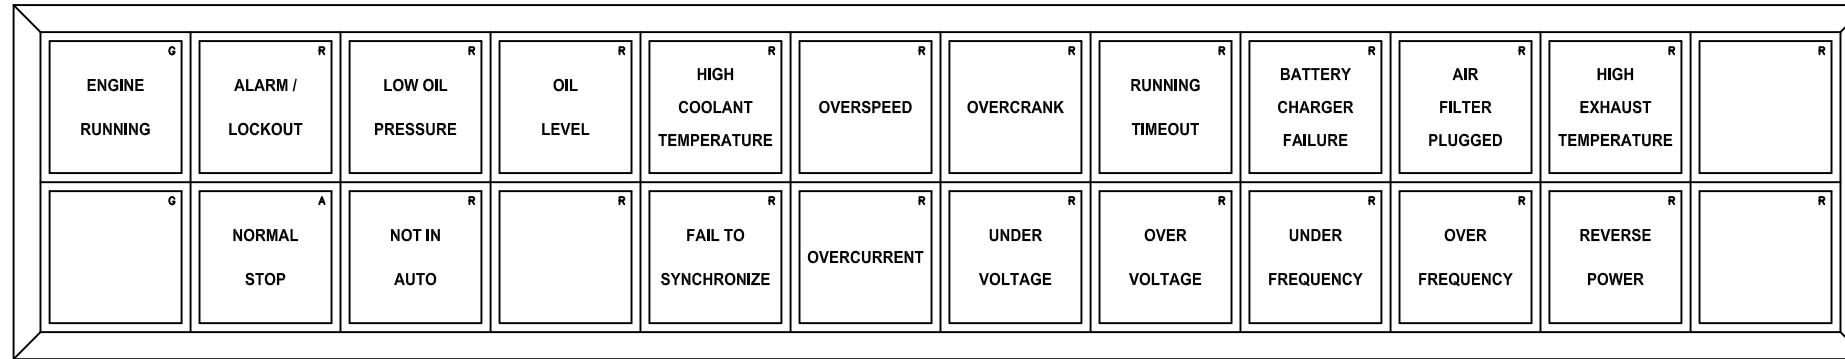 G
ENGINE
RUNNING
R
ALARM /
LOCKOUT
R
LOW OIL
PRESSURE
R
OIL
LEVEL
R
HIGH
COOLANT
TEMPERATURE
R
OVERSPEED
R
OVERCRANK
R
RUNNING
TIMEOUT
R
BATTERY
CHARGER
FAILURE
R
AIR
FILTER
PLUGGED
R
HIGH
EXHAUST
TEMPERATURE
R
G
A
NORMAL
STOP
R
NOT IN
AUTO
R
R
FAIL TO
SYNCHRONIZE
R
OVERCURRENT
R
UNDER
VOLTAGE
R
OVER
VOLTAGE
R
UNDER
FREQUENCY
R
OVER
FREQUENCY
R
REVERSE
POWER
R